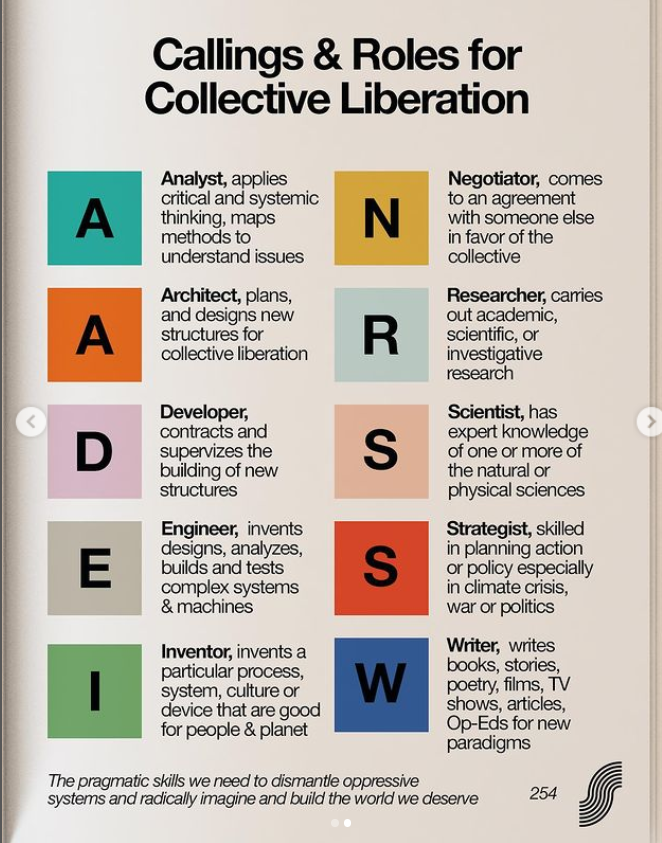 Callings & Roles for
Collective Liberation
A
Analyst, applies
critical and systemic
thinking, maps
methods to
understand issues
A
Architect, plans,
and designs new
structures for
collective liberation
D
Developer,
contracts and
supervizes the
building of new
structures
E
Engineer, invents
designs, analyzes,
builds and tests
complex systems
& machines
I
Inventor, invents a
particular process,
system, culture or
device that are good
for people & planet
N
Negotiator, comes
to an agreement
with someone else
in favor of the
collective
R
Researcher, carries
out academic,
scientific, or
investigative
research
S
Scientist, has
expert knowledge
of one or more of
the natural or
physical sciences
S
Strategist, skilled
in planning action
or policy especially
in climate crisis,
war or politics
W
Writer, writes
books, stories,
poetry, films, TV
shows, articles,
Op-Eds for new
paradigms
The pragmatic skills we need to dismantle oppressive
systems and radically imagine and build the world we deserve
254